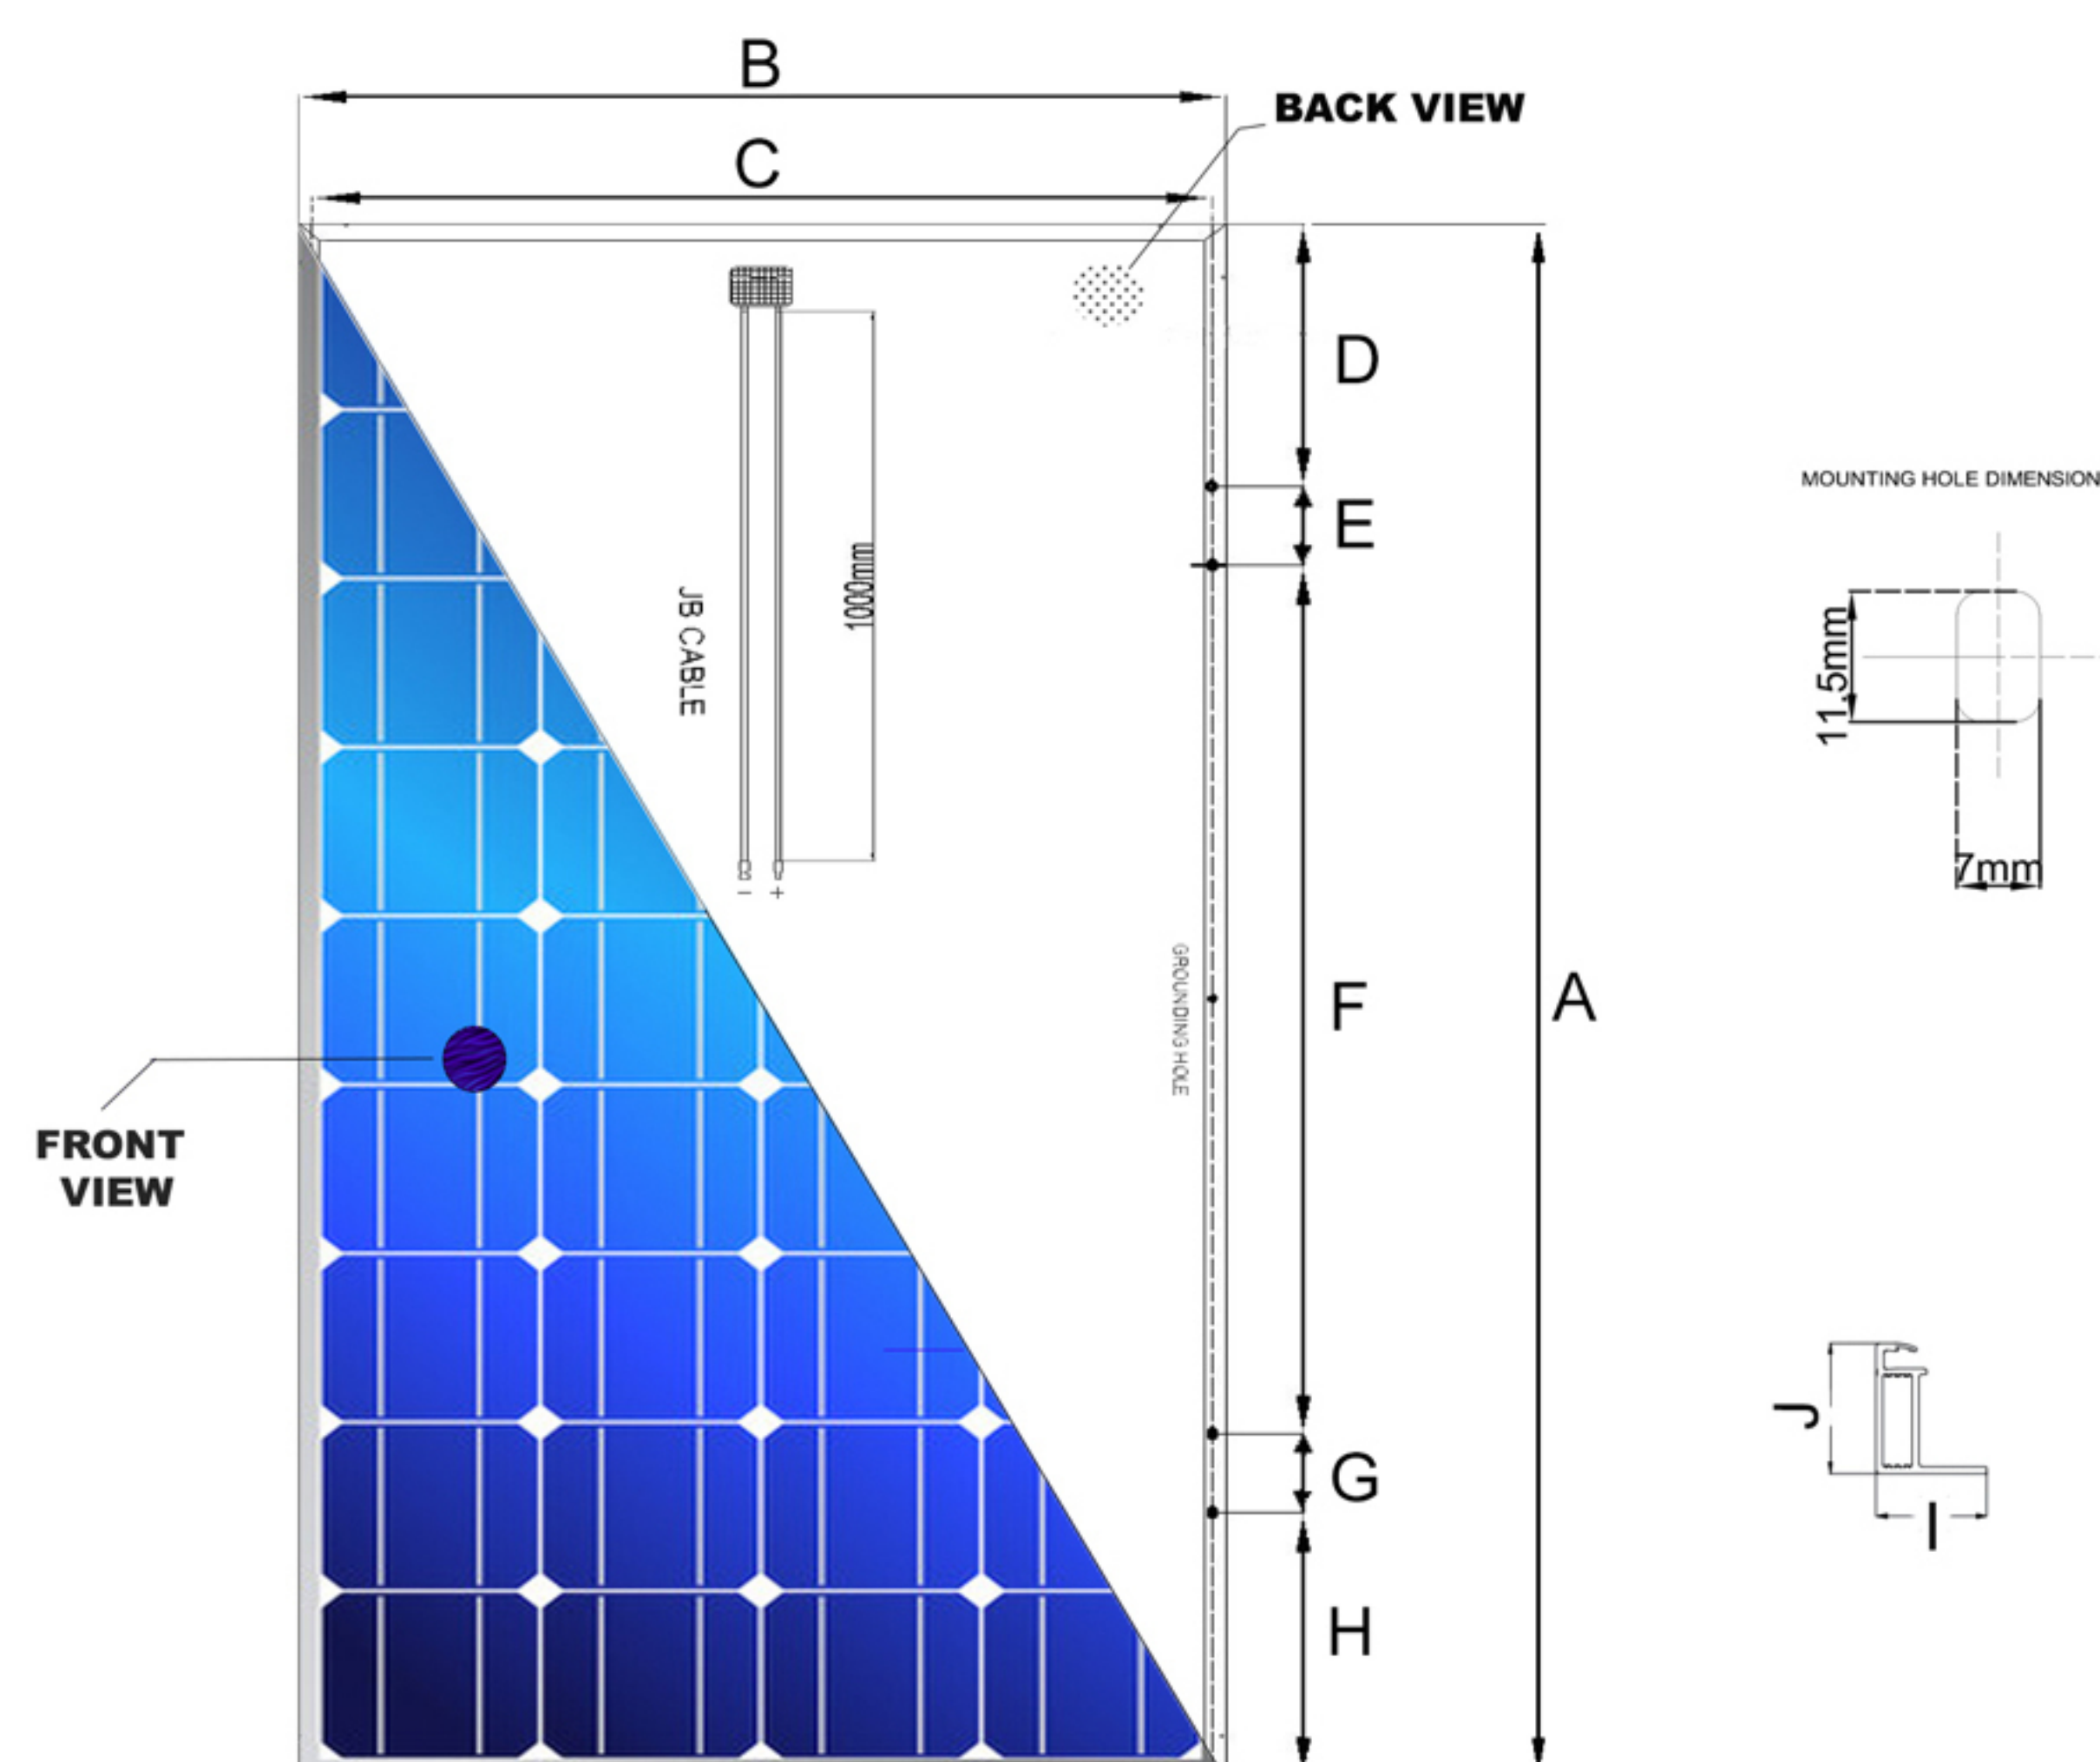 B
BACK VIEW
C
D
MOUNTING HOLE DIMENSION
E
JB CABLE
1000mm
11.5mm
7mm
- +
GROUNDING HOLE
F
A
FRONT
VIEW
J
G
I
H